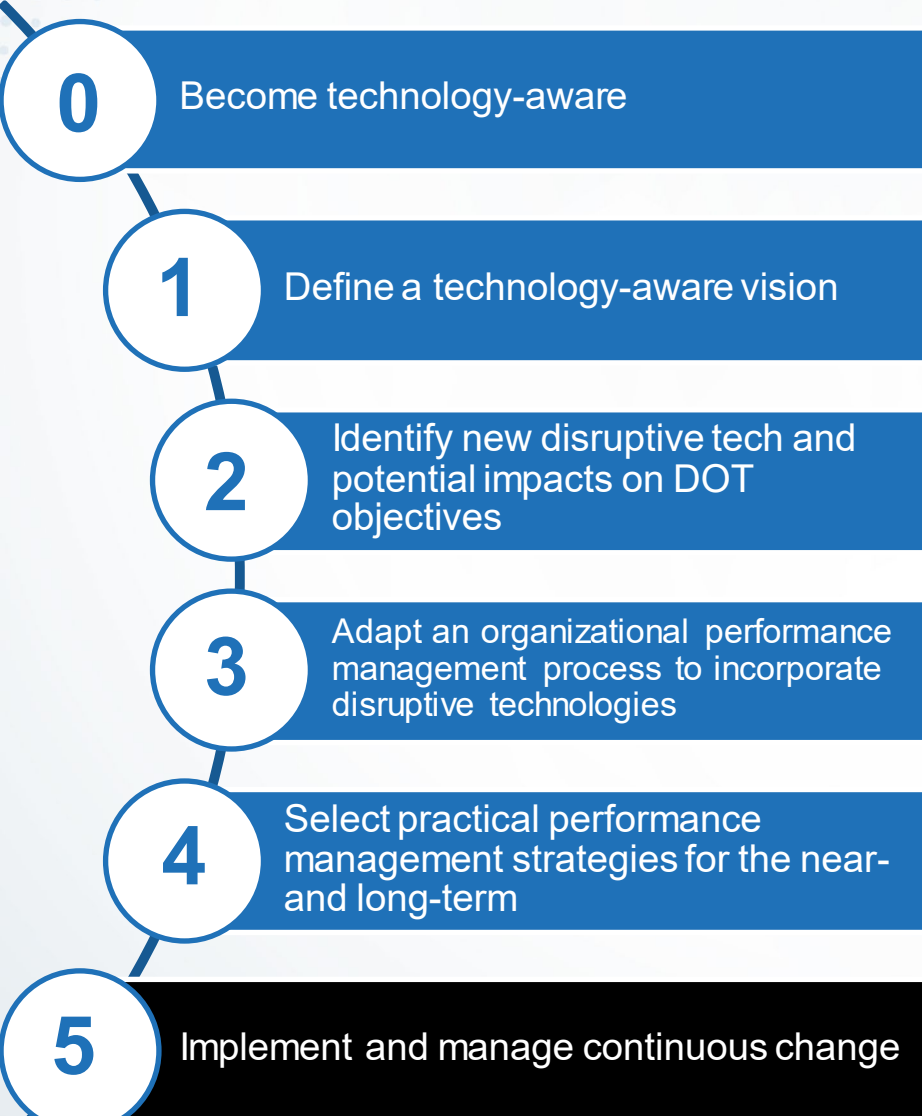 0
Become technology-aware
1
Define a technology-aware vision
2
Identify new disruptive tech and
potential impacts on DOT
objectives
3
Adapt an organizational performance
management process to incorporate
disruptive technologies
4
Select practical performance
management strategies for the near-
and long-term
5
Implement and manage continuous change